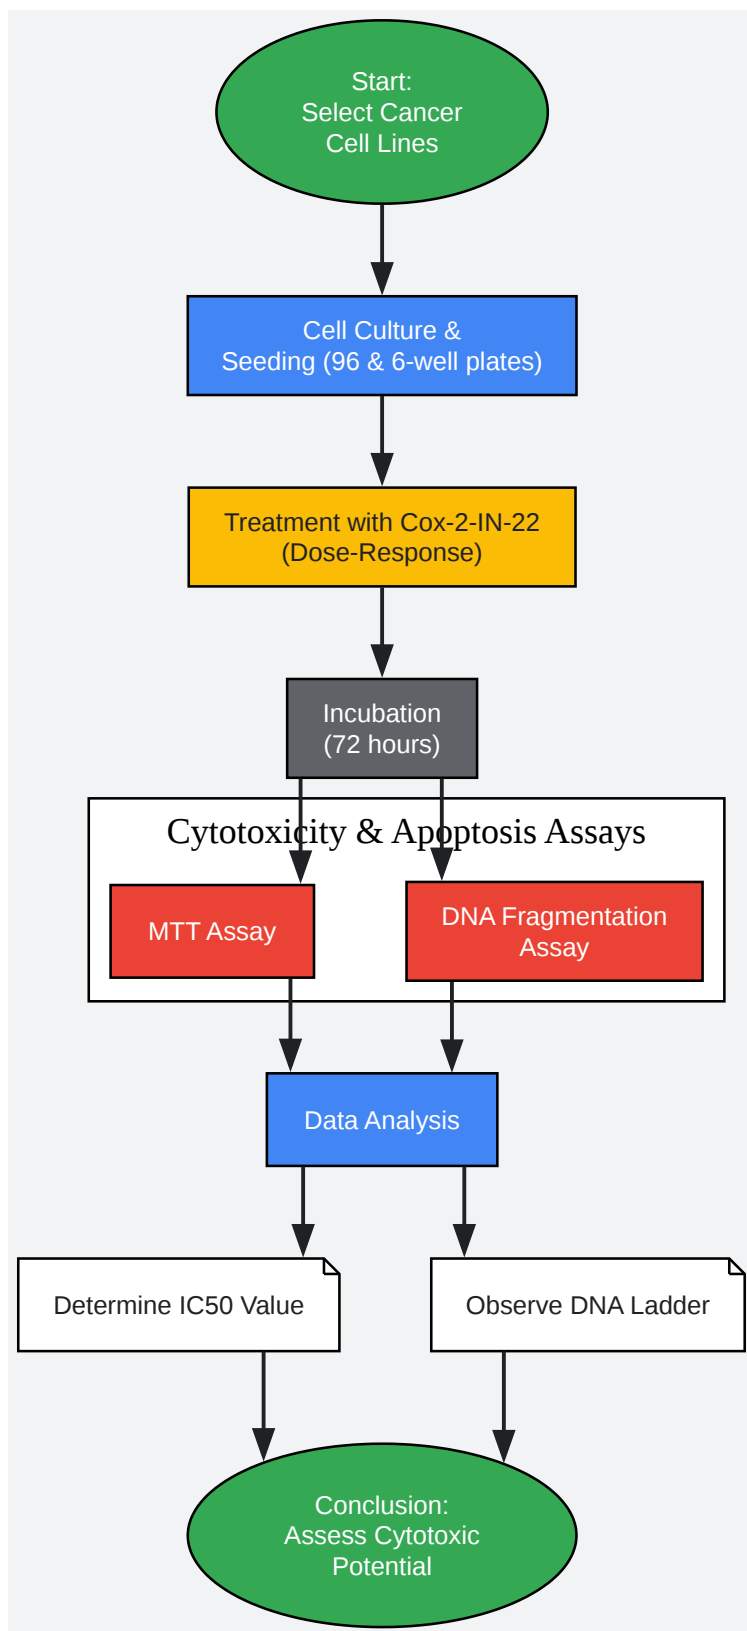 Start:
Select Cancer
Cell Lines
Cell Culture &
Seeding (96 & 6-well plates)
Treatment with Cox-2-IN-22
(Dose-Response)
Incubation
(72 hours)
Cytotoxicity & Apoptosis Assays
MTT Assay
DNA Fragmentation
Assay
Data Analysis
Determine IC50 Value
Observe DNA Ladder
Conclusion:
Assess Cytotoxic
Potential